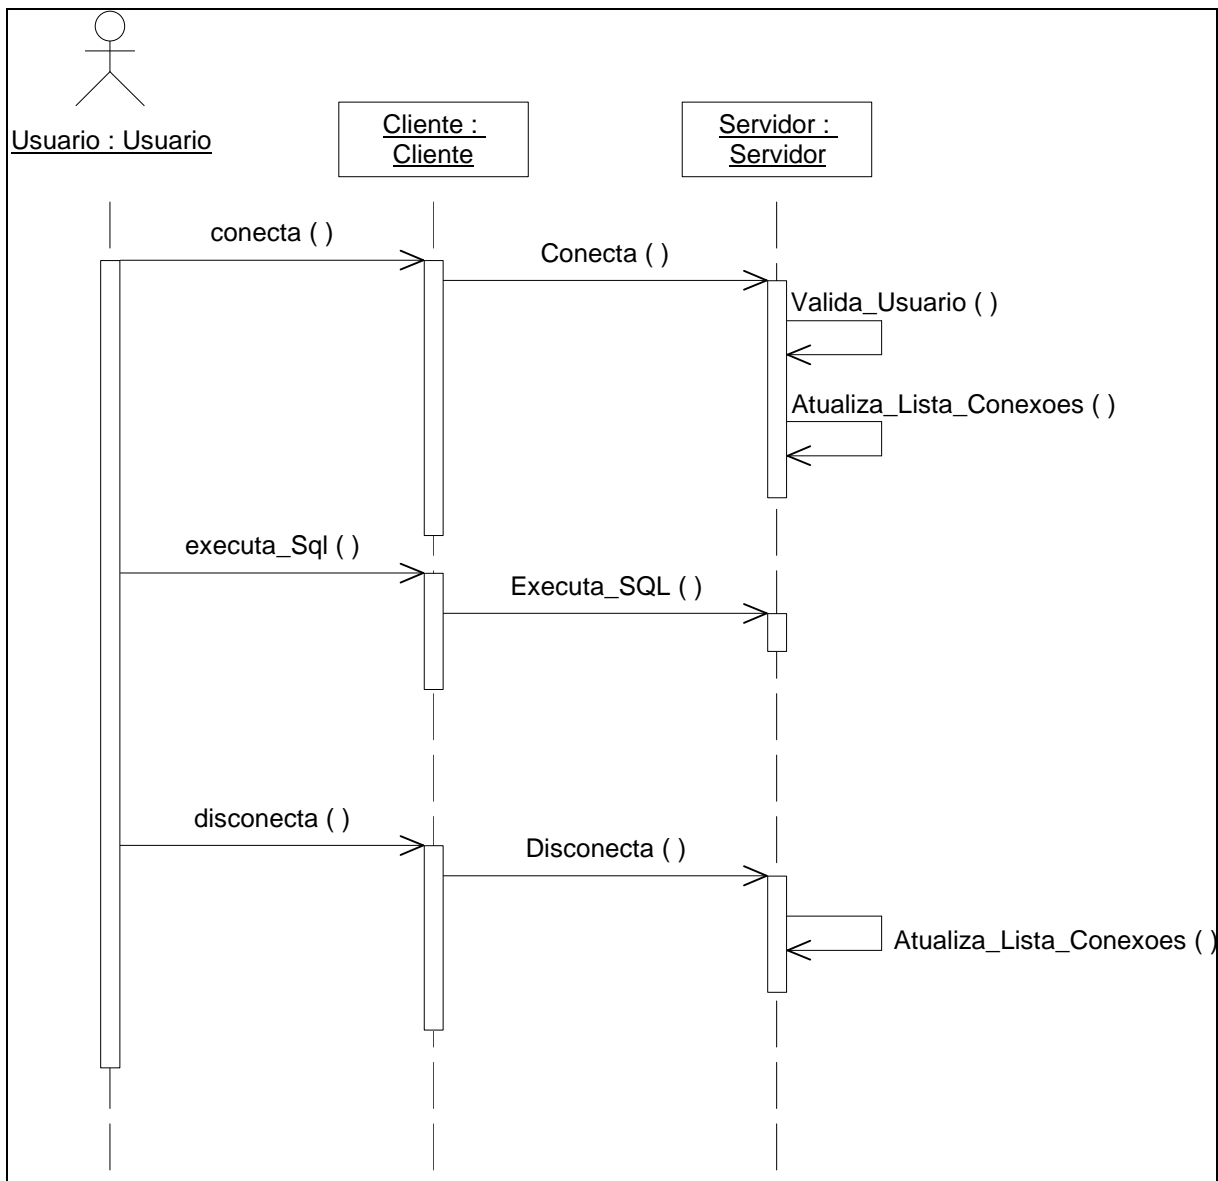 Usuario : Usuario
Cliente :
Cliente
Servidor :
Servidor
conecta ( )
Conecta ( )
Valida_Usuario ( )
Atualiza_Lista_Conexoes ( )
executa_Sql ( )
Executa_SQL ( )
disconecta ( )
Disconecta ( )
Atualiza_Lista_Conexoes ( )